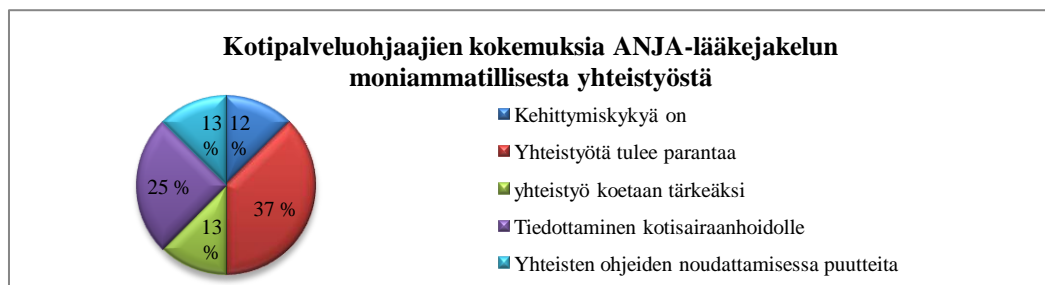 Kotipalveluohjaajien kokemuksia ANJA-lääkejakelun
moniammatillisesta yhteistyöstä
13
%
12
%
37 %
13
%
25 %
Kehittymiskykyä on
Yhteistyötä tulee parantaa
yhteistyö koetaan tärkeäksi
Tiedottaminen kotisairaanhoidolle
Yhteisten ohjeiden noudattamisessa puutteita